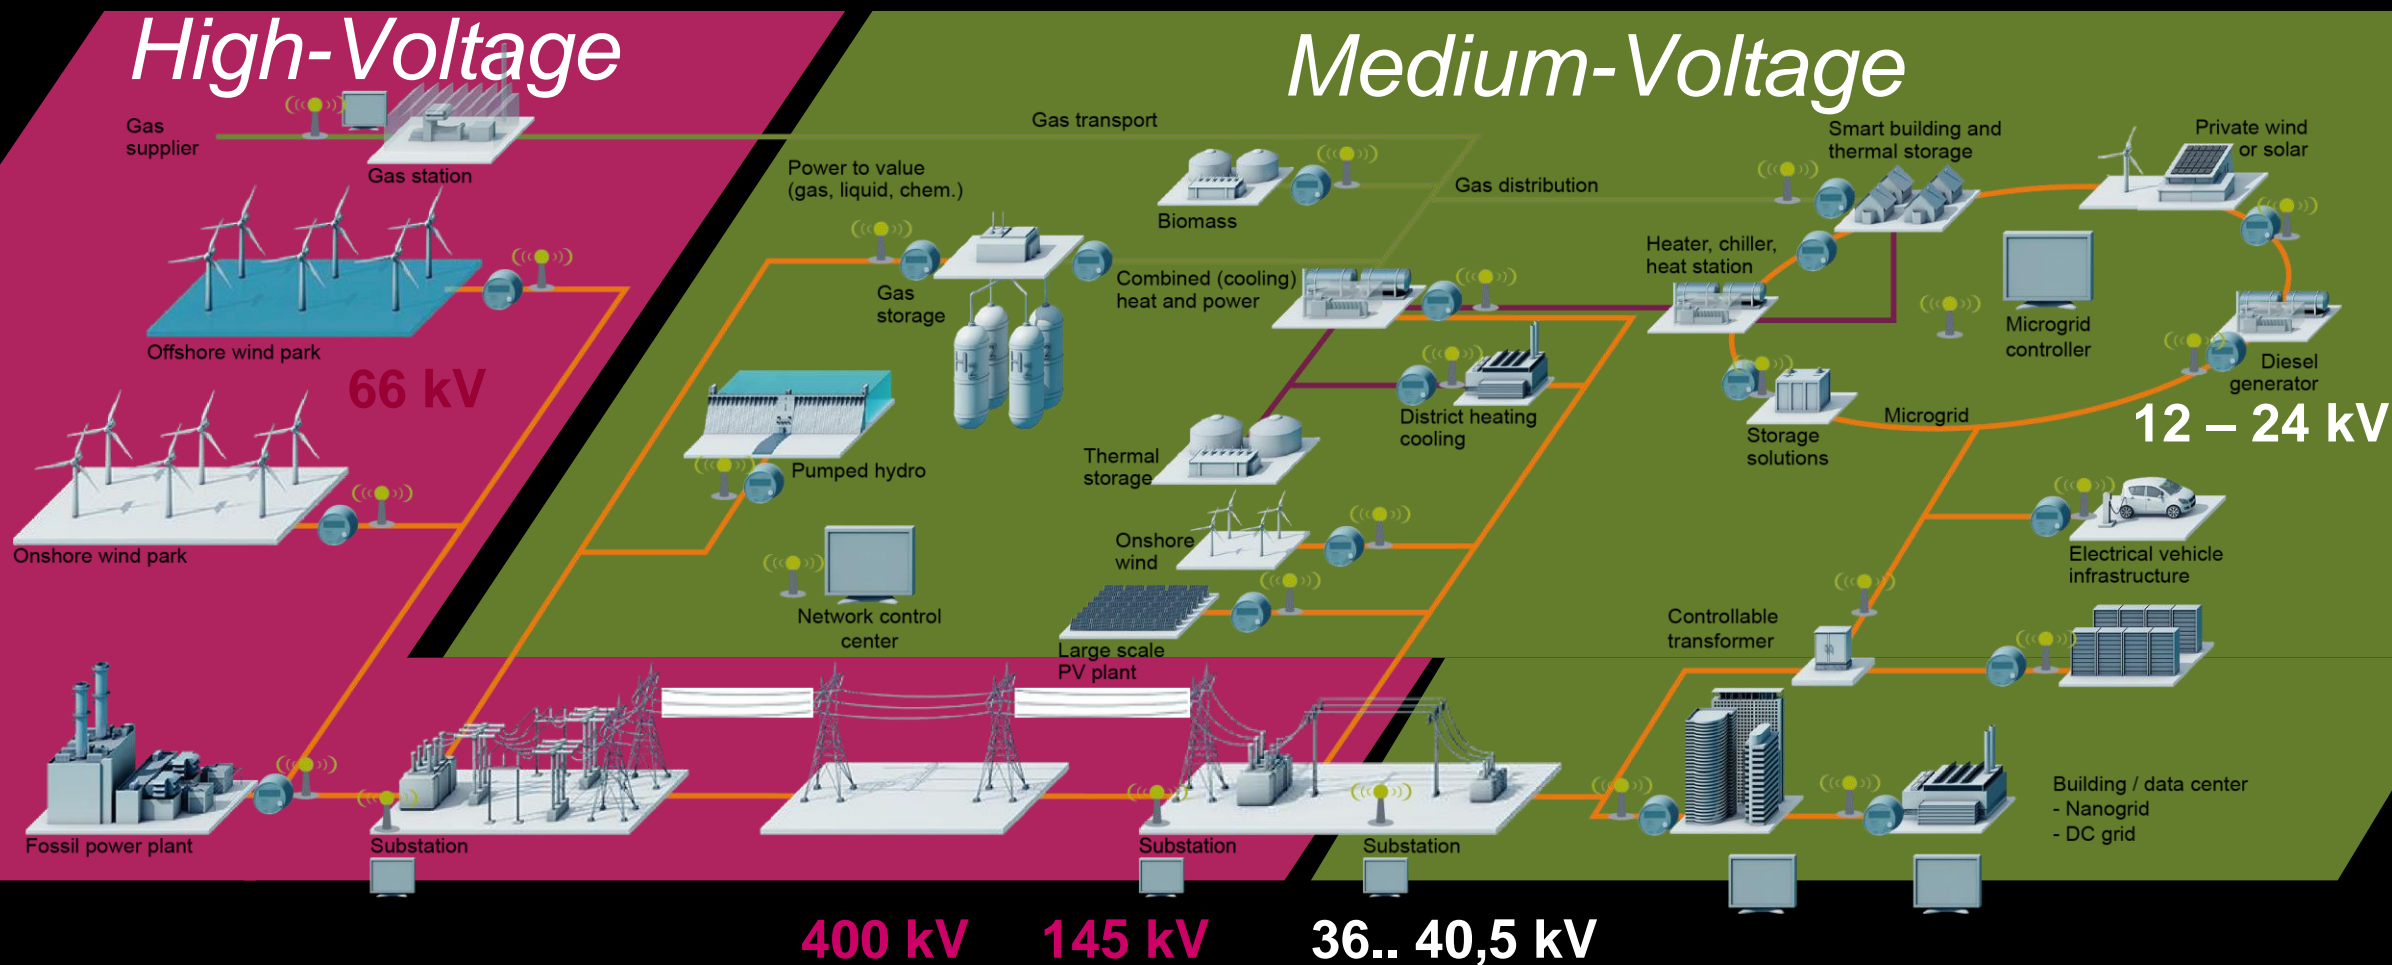 High-Voltage
Medium-Voltage
Gas
supplier
Gas station
Gas transport
Power to value
(gas, liquid, chem.)
Biomass
Gas distribution
Smart building and
thermal storage
Private wind
or solar
Offshore wind park
66 kV
Gas
storage
H2
H2
Combined (cooling)
heat and power
Heater, chiller,
heat station
Microgrid
controller
Diesel
generator
12 – 24 kV
Onshore wind park
Pumped hydro
Thermal
storage
District heating
cooling
Storage
solutions
Microgrid
Onshore
wind
Network control
center
Large scale
PV plant
Controllable
transformer
Electrical vehicle
infrastructure
Fossil power plant
Substation
Substation
Substation
Building / data center
- Nanogrid
- DC grid
400 kV
145 kV
36.. 40,5 kV